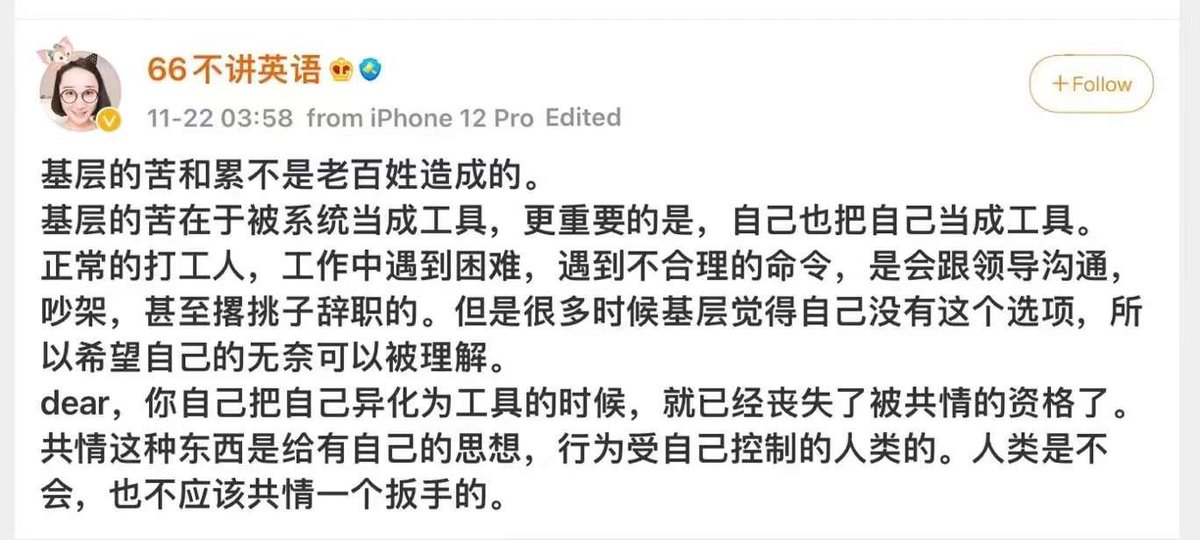 66不讲英语
11-22 03:58 from iPhone 12 Pro Edited
+Follow
基层的苦和累不是老百姓造成的。
基层的苦在于被系统当成工具，更重要的是，自己也把自己当成工具。
正常的打工人，工作中遇到困难，遇到不合理的命令，是会跟领导沟通，
吵架，甚至撂挑子辞职的。但是很多时候基层觉得自己没有这个选项，所
以希望自己的无奈可以被理解。
dear，你自己把自己异化为工具的时候，就已经丧失了被共情的资格了。
共情这种东西是给有自己的思想，行为受自己控制的人类的。人类是不
会，也不应该共情一个扳手的。